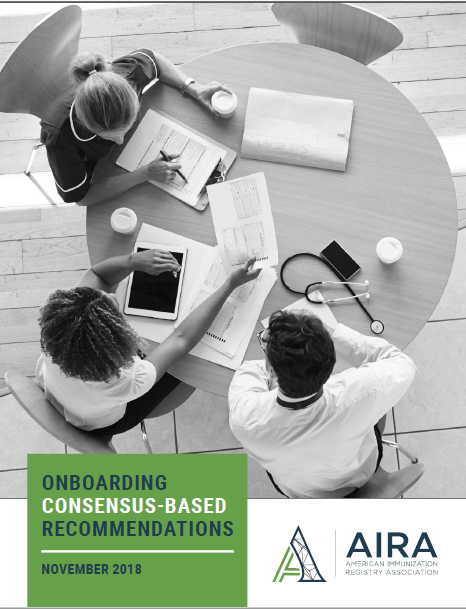 ONBOARDING
CONSENSUS-BASED
RECOMMENDATIONS
NOVEMBER 2018
AIRA
AMERICAN IMMUNIZATION
REGISTRY ASSOCIATION